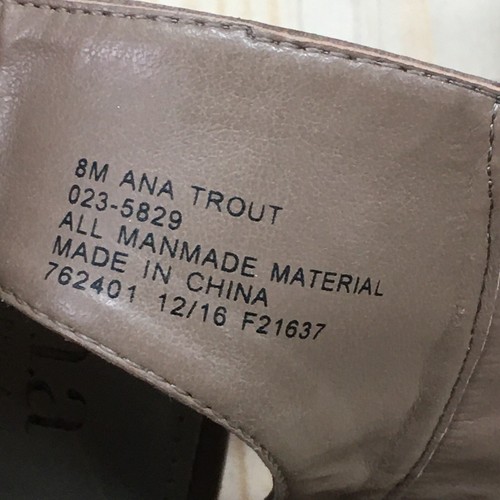 8M ANA TROUT
023-5829
ALL MANMADE MATERIAL
MADE IN CHINA
762401 12/16 F21637